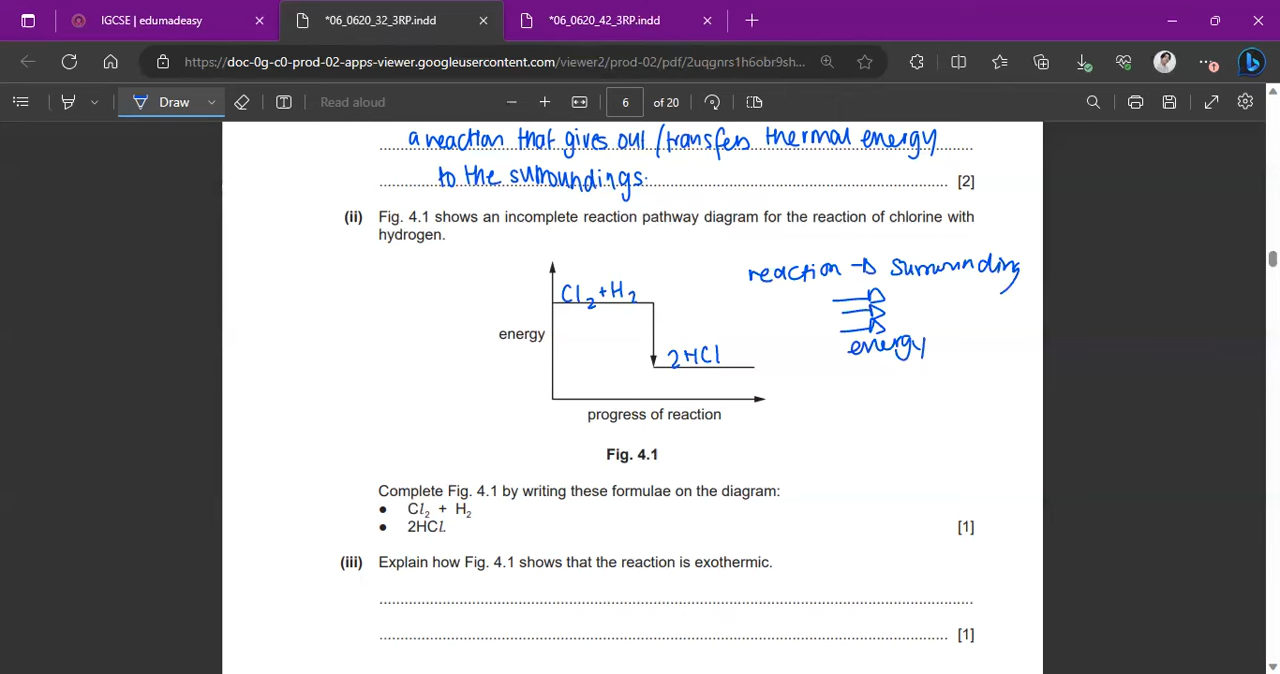 IGCSE | edumadeasy
*06_0620_32_3RP.indd
*06_0620_42_3RP.indd
https://doc-0g-c0-prod-02-apps-viewer.googleusercontent.com/viewer2/prod-02/pdf/2uqgnrs1h6obr9sh...
Draw
Read aloud
6 of 20
a reaction that gives out / transfers thermal energy
to the surroundings. [2]
(ii) Fig. 4.1 shows an incomplete reaction pathway diagram for the reaction of chlorine with
hydrogen.
reaction → surrounding
Cl₂ + H₂
energy
2HCl
energy
progress of reaction
Fig. 4.1
Complete Fig. 4.1 by writing these formulae on the diagram:
● Cl₂ + H₂
● 2HCl. [1]
(iii) Explain how Fig. 4.1 shows that the reaction is exothermic.
[1]